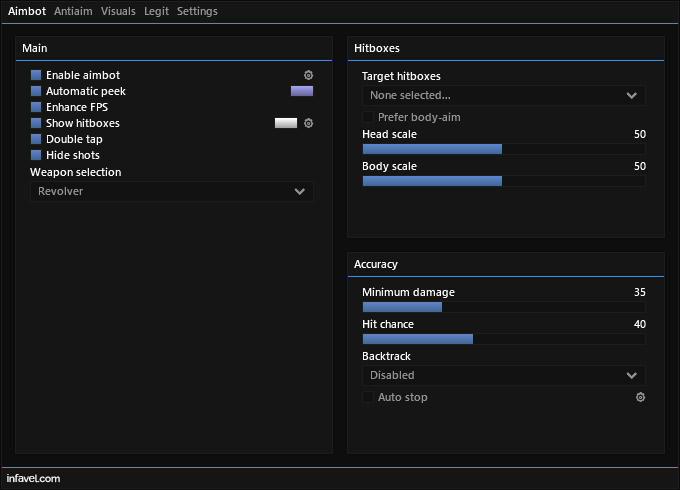 Aimbot Antiaim Visuals Legit Settings
Main
Enable aimbot
Automatic peek
Enhance FPS
Show hitboxes
Double tap
Hide shots
Weapon selection
Revolver
Hitboxes
Target hitboxes
None selected...
Prefer body-aim
Head scale 50
Body scale 50
Accuracy
Minimum damage 35
Hit chance 40
Backtrack
Disabled
Auto stop
infavel.com